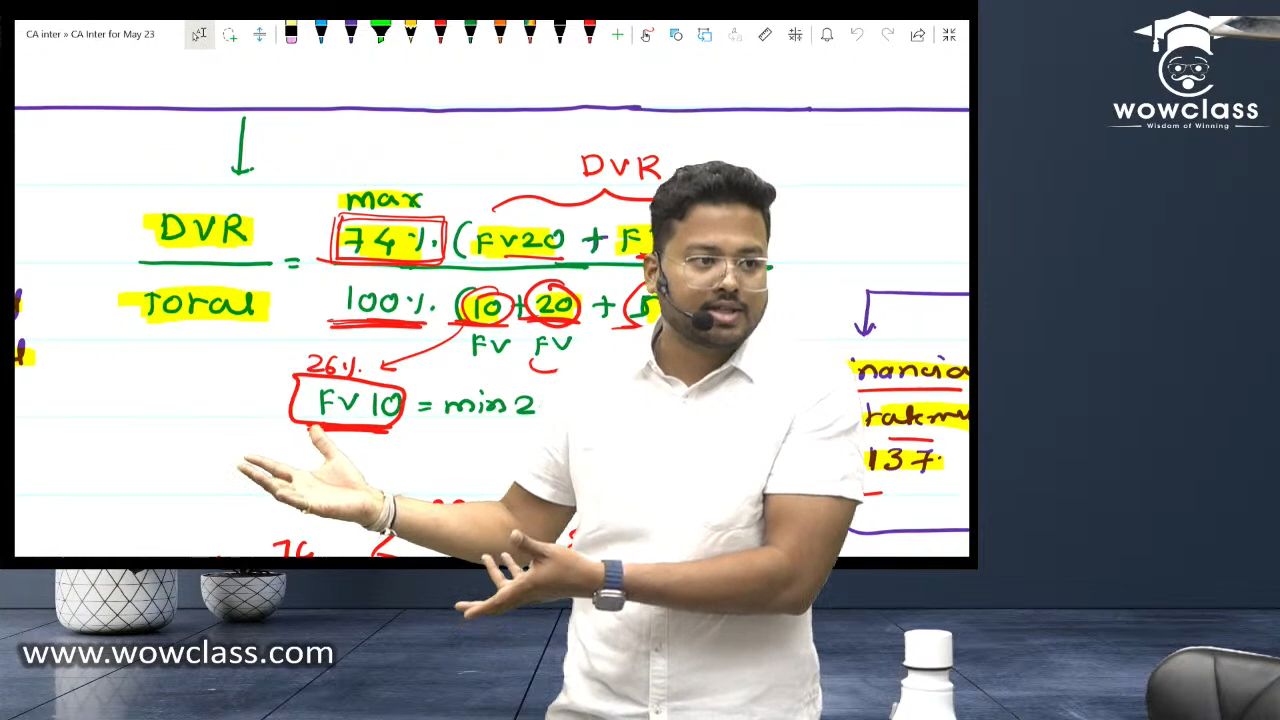 CA inter » CA Inter for May 23
wowclass
Wisdom of Winning
DVR
max
DVR
74%. (FV20 +
=
TOTAL
100%. (10+20 +
FV FV
26%.
FV 10 = min 2
137.
www.wowclass.com